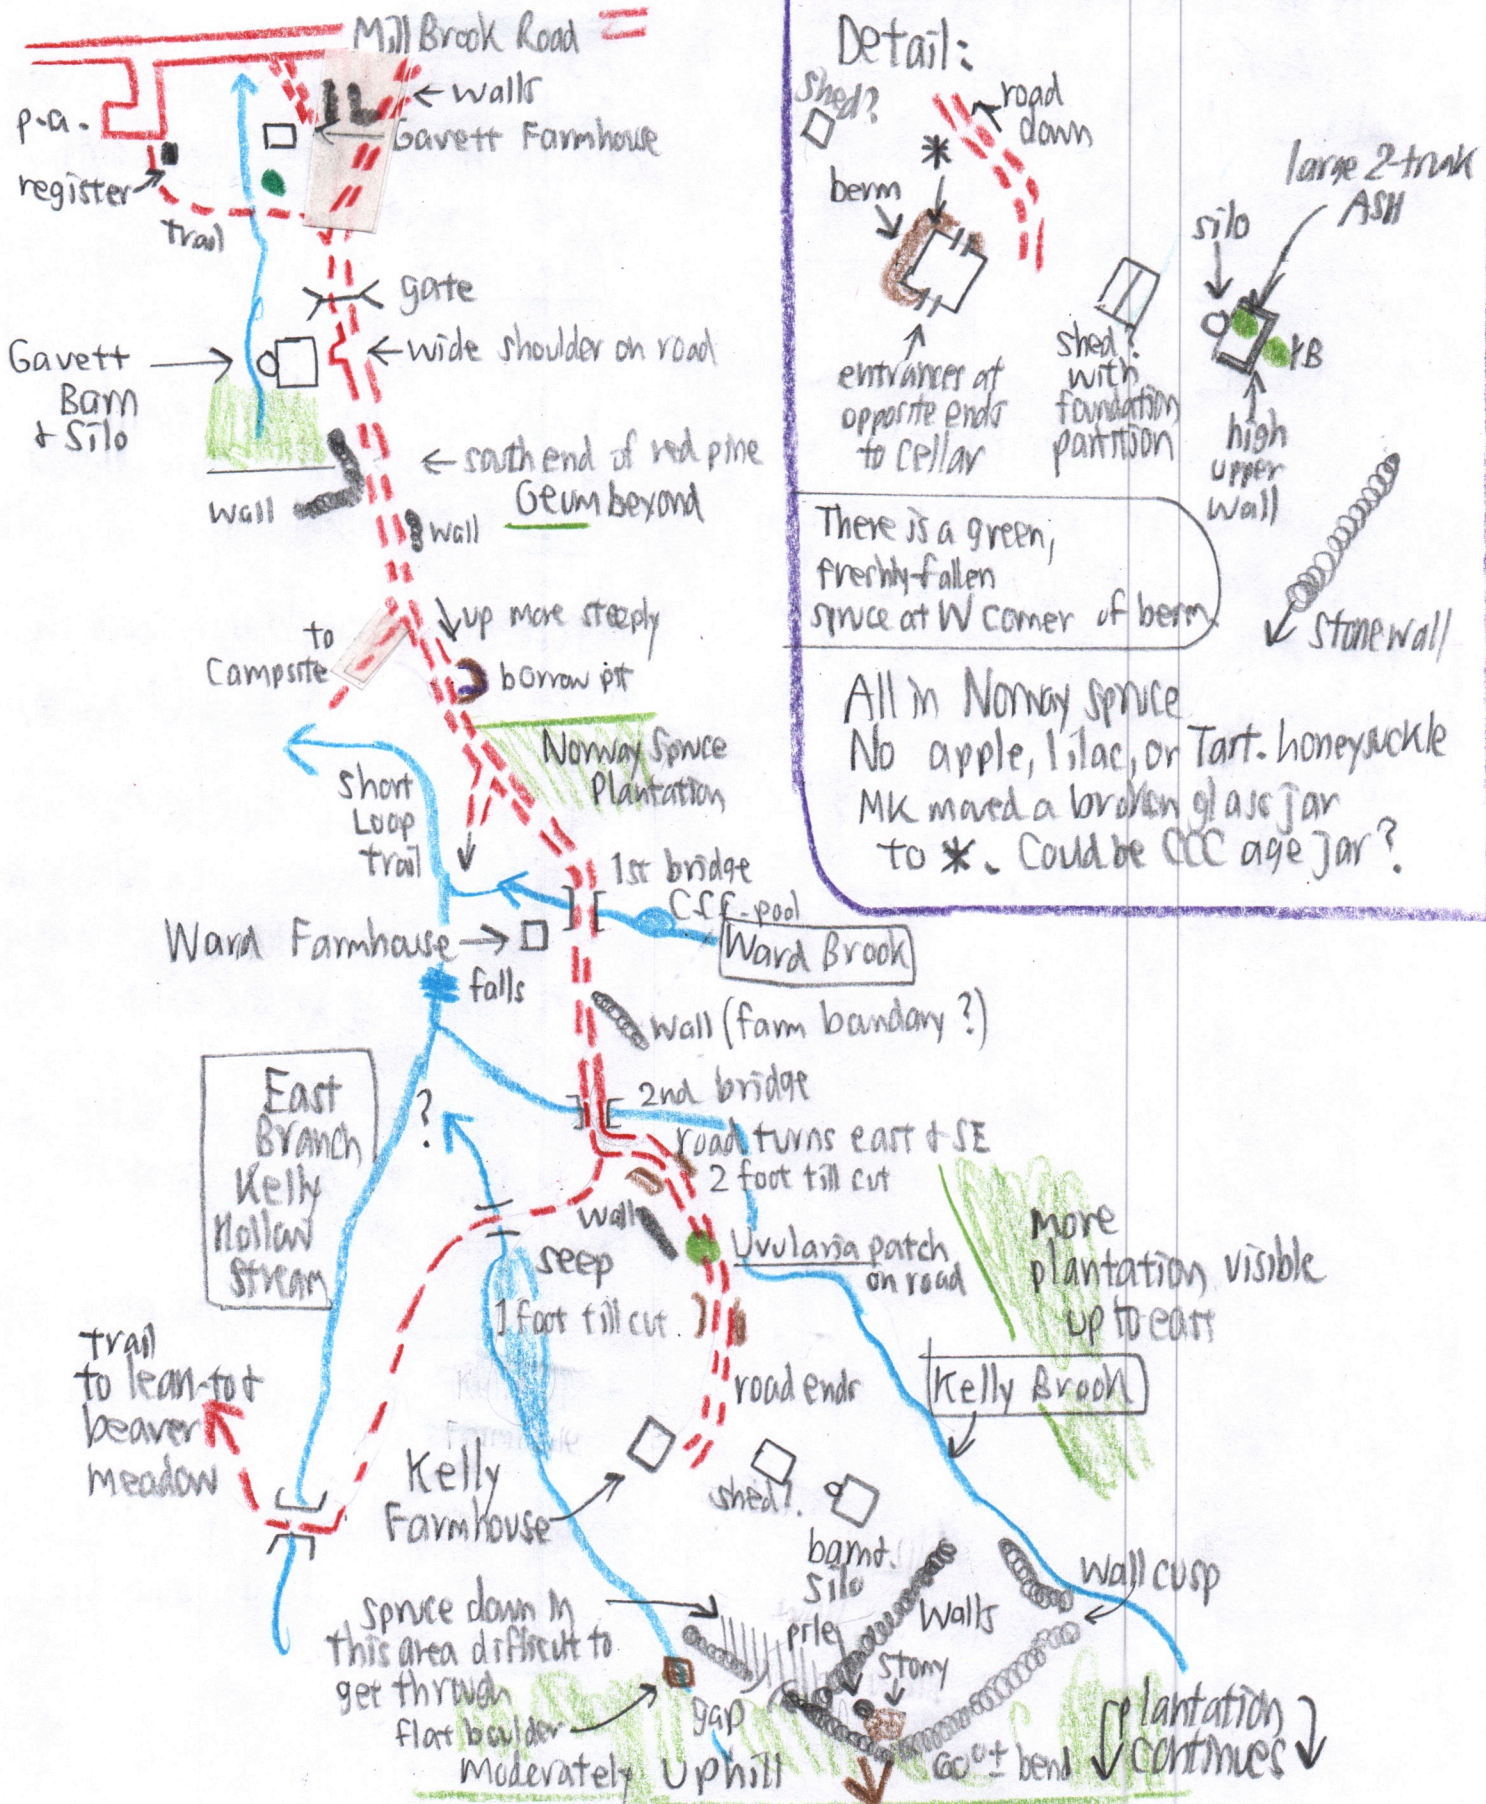 Mill Brook Road
p.a.
register
trail
walls
Gavett Farmhouse
gate
wide shoulder on road
Gavett
Barn
+ Silo
wall
south end of red pine
Geum beyond
wall
to
Campsite
up more steeply
borrow pit
Norway Spruce
Plantation
short
Loop
trail
1st bridge
pool
Ward Brook
Ward Farmhouse
falls
wall (farm boundary ?)
East
Branch
Kelly
Hollow
Stream
?
2nd bridge
road turns east + SE
2 foot till cut
wall
Uvularia patch
on road
seep
1 foot till cut
road ends
More
plantation visible
up to east
Kelly Brook
trail
to lean-to +
beaver
meadow
Kelly
Farmhouse
shed?
barn +
silo
Walls
Wall cusp
spruce down in
this area difficult to
get through
pile
stony
flat boulder
gap
Moderately Uphill
60° ± bend
plantation
continues
Detail:
shed?
road
down
berm
*
large 2-trunk
ASH
silo
YB
entrances at
opposite ends
to cellar
shed?
with
foundation
partition
high
upper
wall
stone wall
There is a green,
freshly-fallen
spruce at W corner of berm.
All in Norway spruce
No apple, lilac, or Tart. honeysuckle
MK moved a broken glass jar
to *. Could be CCC age jar?